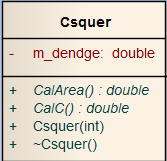 Csquer
- m_dendge: double
+ CalArea() : double
+ CalC() : double
+ Csquer(int)
+ ~Csquer()